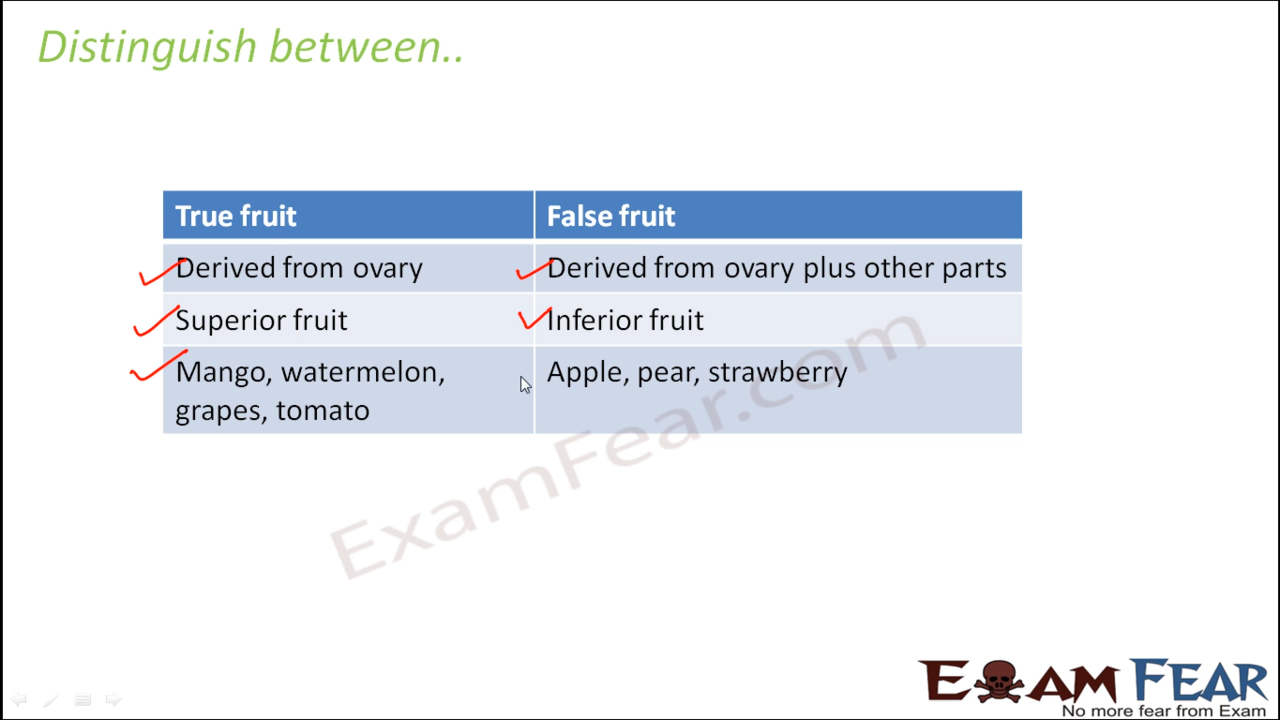 Distinguish between..
True fruit
False fruit
Derived from ovary
Derived from ovary plus other parts
Superior fruit
Inferior fruit
Mango, watermelon,
grapes, tomato
Apple, pear, strawberry
ExamFear.com
EXAM FEAR
No more fear from Exam